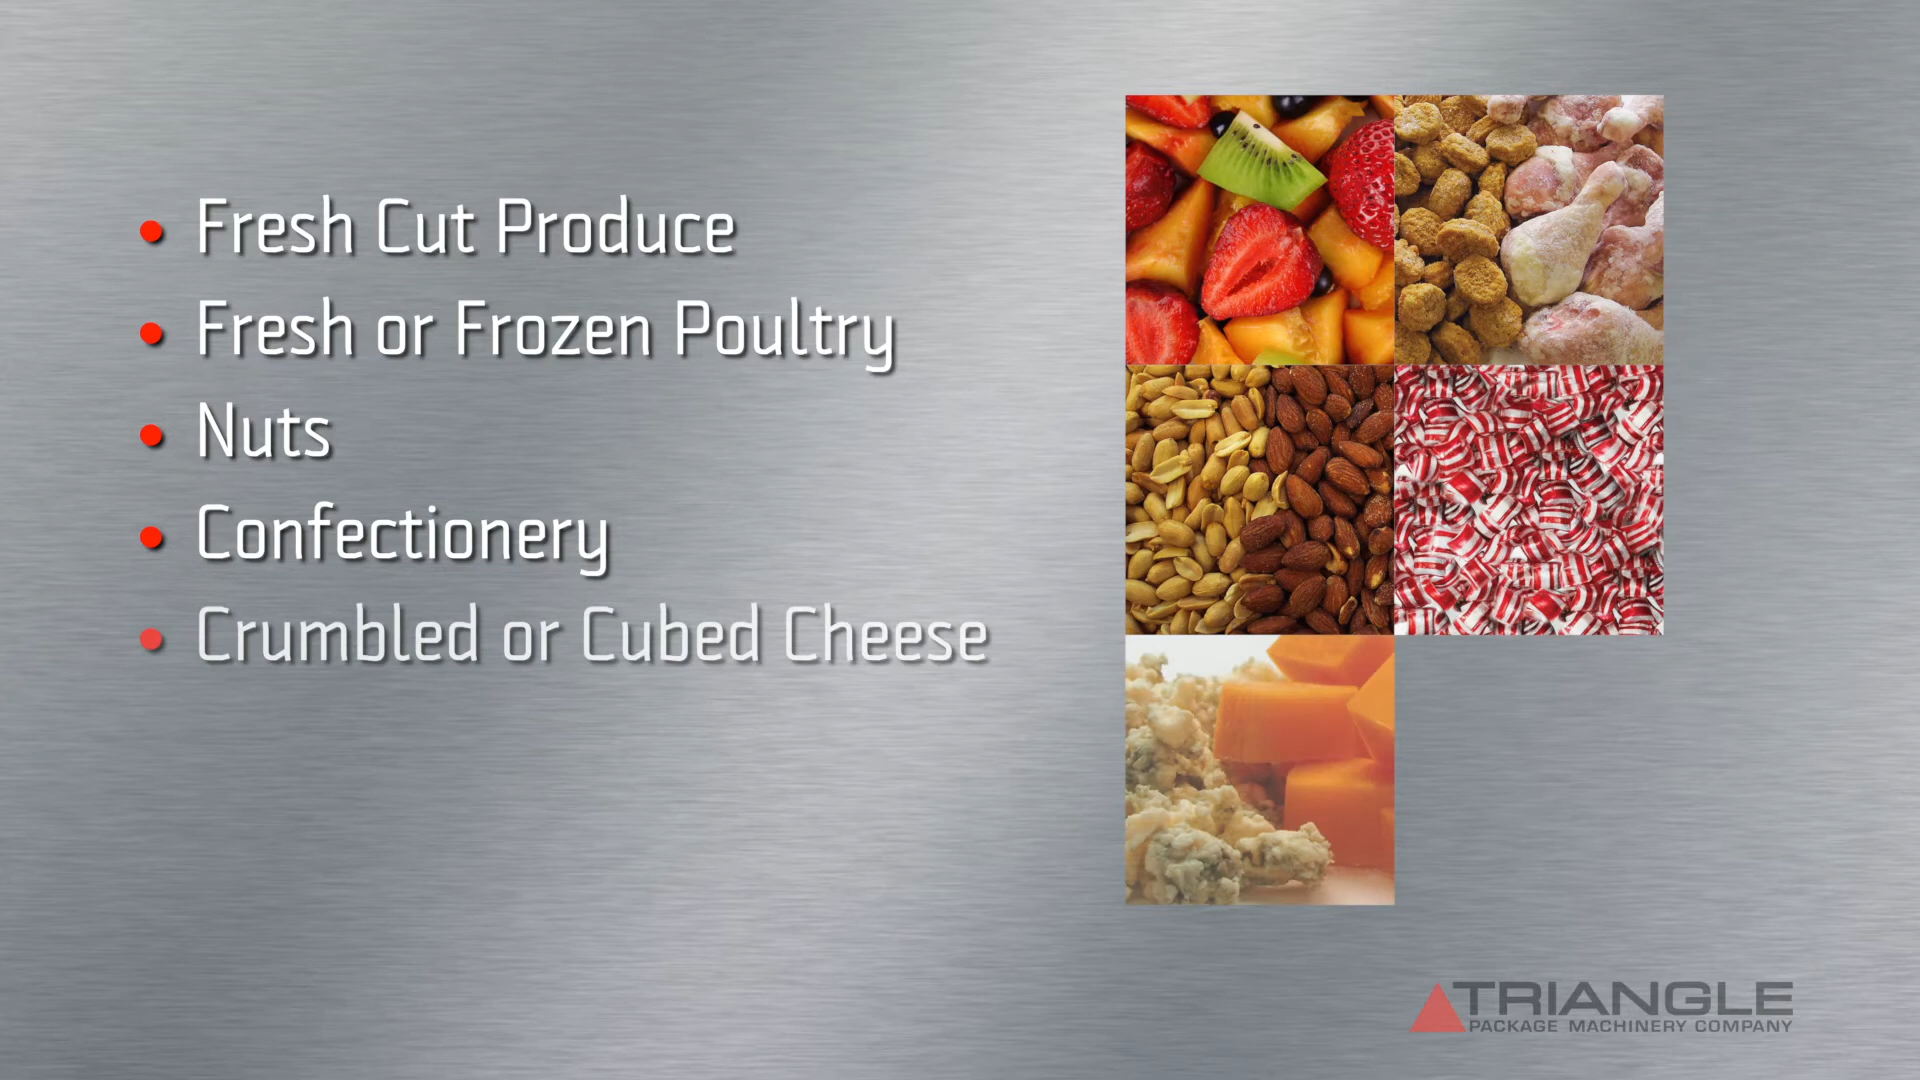 Fresh Cut Produce
Fresh or Frozen Poultry
Nuts
Confectionery
Crumbled or Cubed Cheese
TRIANGLE
PACKAGE MACHINERY COMPANY